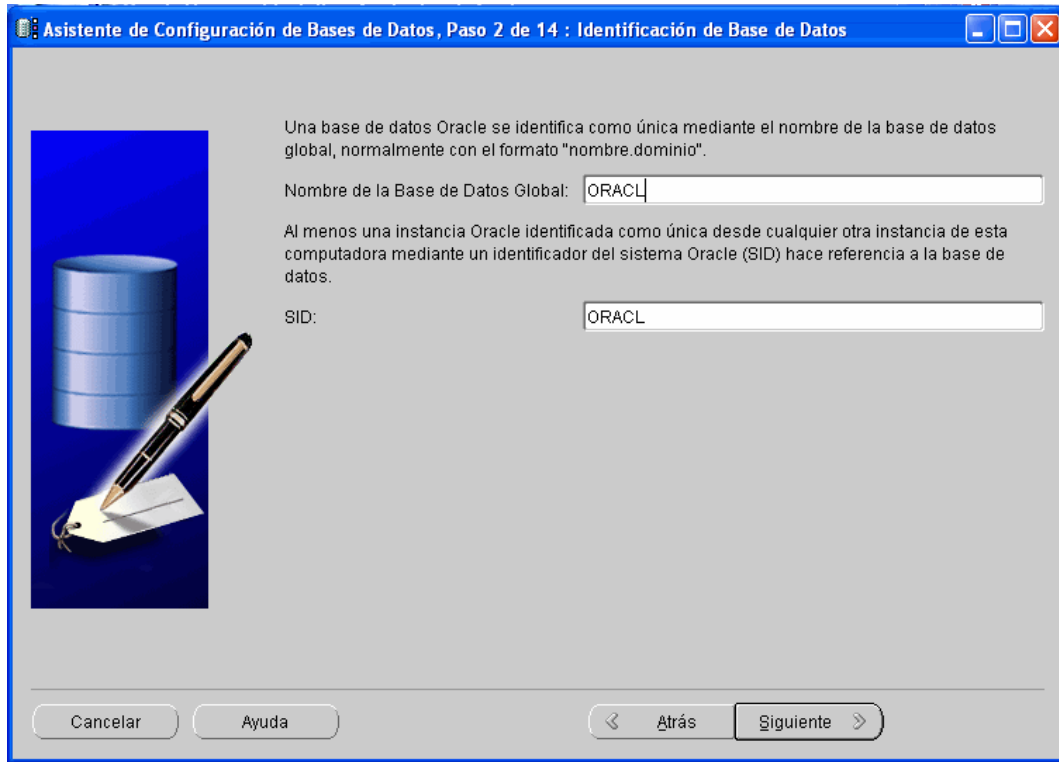 Asistente de Configuración de Bases de Datos, Paso 2 de 14 : Identificación de Base de Datos
Una base de datos Oracle se identifica como única mediante el nombre de la base de datos
global, normalmente con el formato "nombre.dominio".
Nombre de la Base de Datos Global: ORACL
Al menos una instancia Oracle identificada como única desde cualquier otra instancia de esta
computadora mediante un identificador del sistema Oracle (SID) hace referencia a la base de
datos.
SID: ORACL
Cancelar Ayuda Atrás Siguiente